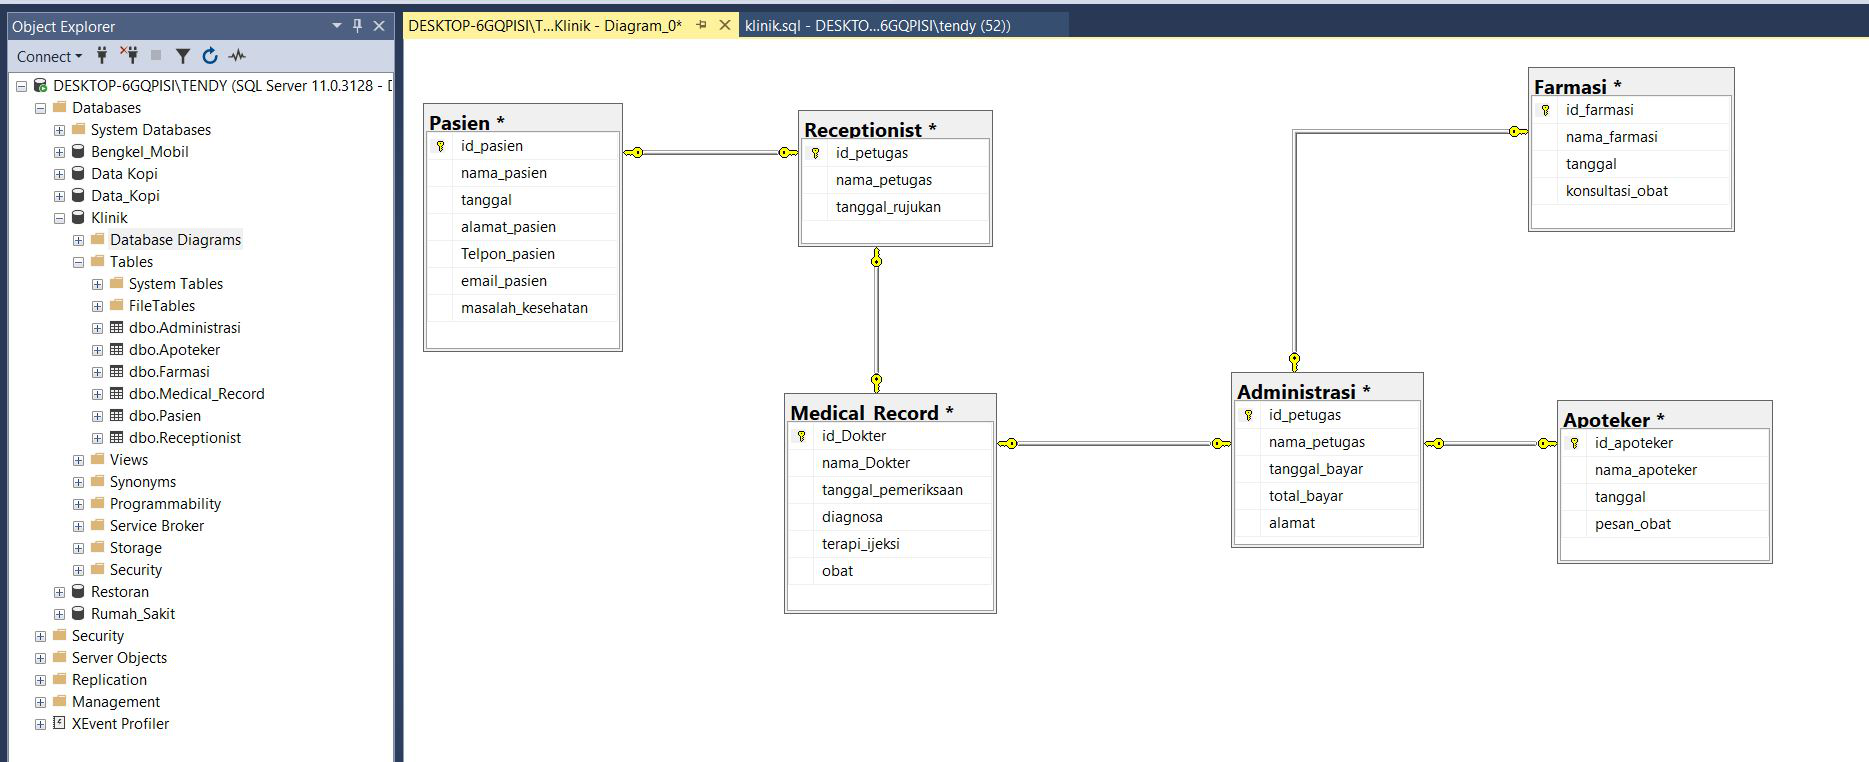 Object Explorer
Connect
DESKTOP-6GQPISI\TENDY (SQL Server 11.0.3128 - D
Databases
System Databases
Bengkel_Mobil
Data Kopi
Data_Kopi
Klinik
Database Diagrams
Tables
System Tables
FileTables
dbo.Administrasi
dbo.Apoteker
dbo.Farmasi
dbo.Medical_Record
dbo.Pasien
dbo.Receptionist
Views
Synonyms
Programmability
Service Broker
Storage
Security
Restoran
Rumah_Sakit
Security
Server Objects
Replication
Management
XEvent Profiler
DESKTOP-6GQPISI\T...Klinik - Diagram_0*
klinik.sql - DESKTO...6GQPISI\tendy (52))
Pasien *
id_pasien
nama_pasien
tanggal
alamat_pasien
Telpon_pasien
email_pasien
masalah_kesehatan
Receptionist *
id_petugas
nama_petugas
tanggal_rujukan
Medical_Record *
id_Dokter
nama_Dokter
tanggal_pemeriksaan
diagnosa
terapi_ijeksi
obat
Farmasi *
id_farmasi
nama_farmasi
tanggal
konsultasi_obat
Administrasi *
id_petugas
nama_petugas
tanggal_bayar
total_bayar
alamat
Apoteker *
id_apoteker
nama_apoteker
tanggal
pesan_obat